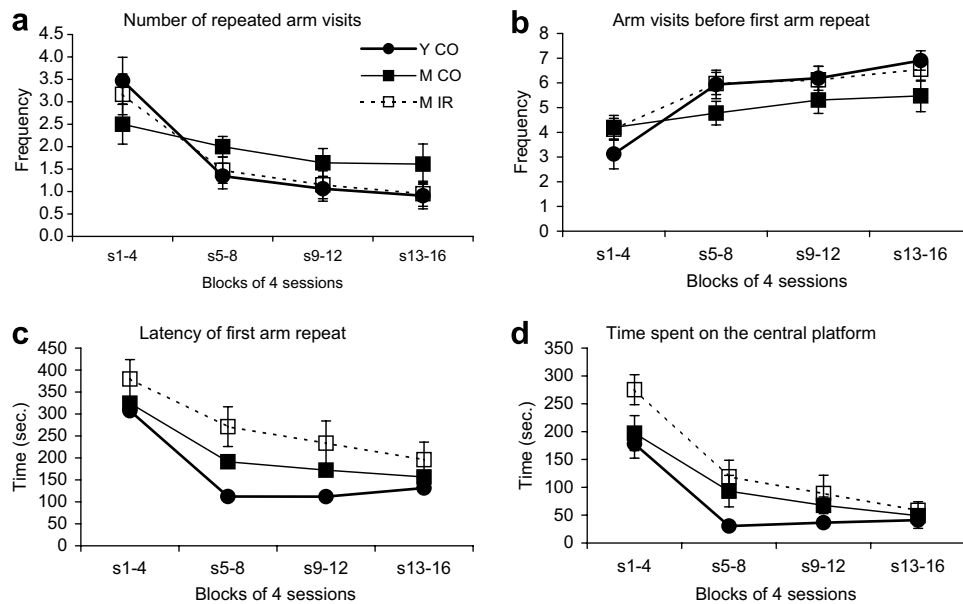 a Number of repeated arm visits
4.5
4.0
3.5
3.0
2.5
2.0
1.5
1.0
0.5
0.0
Frequency
Y CO
M CO
M IR
s1-4 s5-8 s9-12 s13-16
Blocks of 4 sessions
b Arm visits before first arm repeat
8
7
6
5
4
3
2
1
0
Frequency
s1-4 s5-8 s9-12 s13-16
Blocks of 4 sessions
c Latency of first arm repeat
450
400
350
300
250
200
150
100
50
0
Time (sec.)
s1-4 s5-8 s9-12 s13-16
Blocks of 4 sessions
d Time spent on the central platform
350
300
250
200
150
100
50
0
Time (sec.)
s1-4 s5-8 s9-12 s13-16
Blocks of 4 sessions